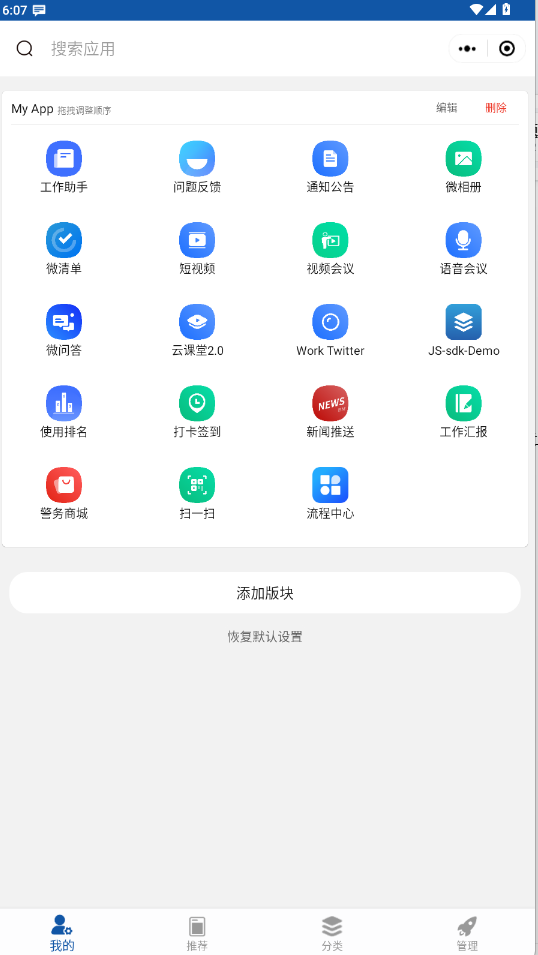 6:07
搜索应用
My App 拖拽调整顺序 编辑 删除
工作助手 问题反馈 通知公告 微相册
微清单 短视频 视频会议 语音会议
微问答 云课堂2.0 Work Twitter JS-sdk-Demo
NEWS
使用排名 打卡签到 新闻推送 工作汇报
警务商城 扫一扫 流程中心
添加版块
恢复默认设置
我的 推荐 分类 管理